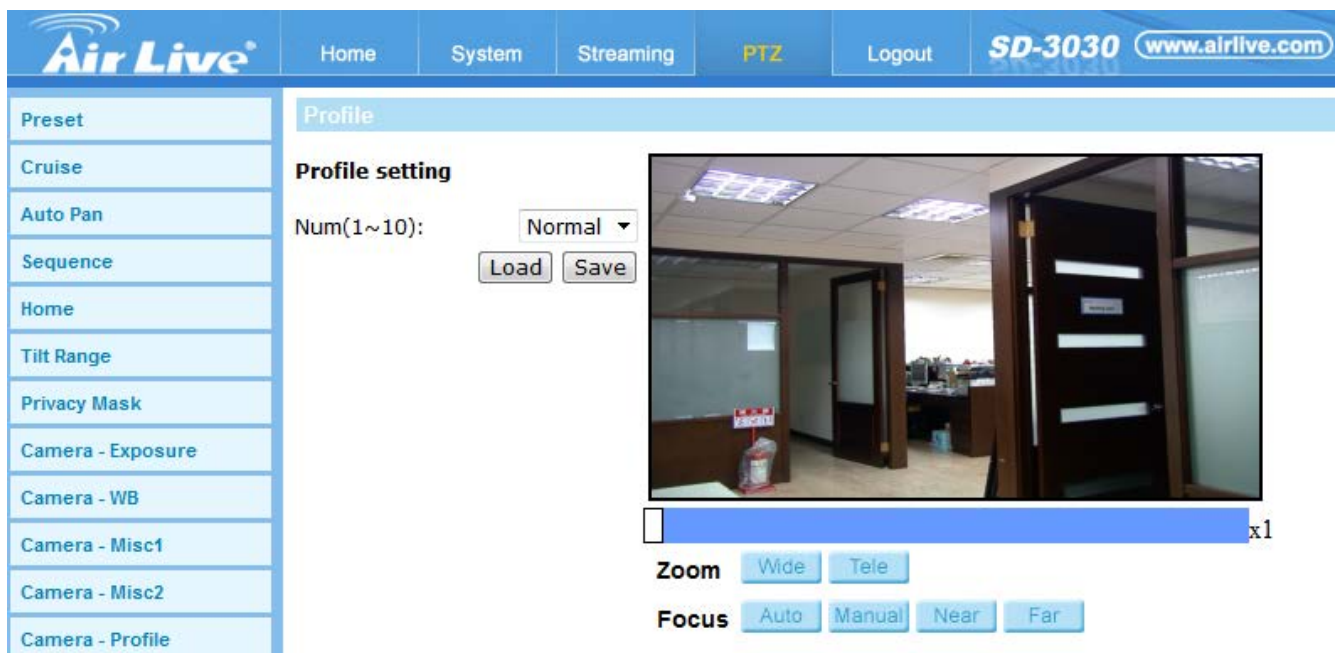 Air Live®
Home
System
Streaming
PTZ
Logout
SD-3030
www.airlive.com
Preset
Cruise
Auto Pan
Sequence
Home
Tilt Range
Privacy Mask
Camera - Exposure
Camera - WB
Camera - Misc1
Camera - Misc2
Camera - Profile
Profile
Profile setting
Num(1~10):
Normal
Load
Save
x1
Zoom
Wide
Tele
Focus
Auto
Manual
Near
Far